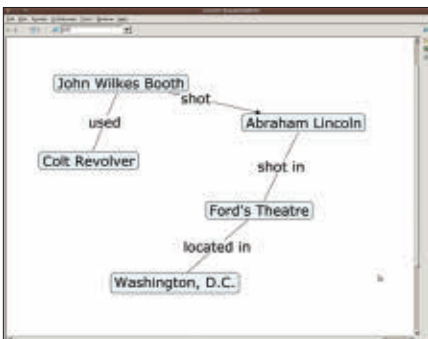 John Wilkes Booth
shot
used
Abraham Lincoln
Colt Revolver
shot in
Ford's Theatre
located in
Washington, D.C.